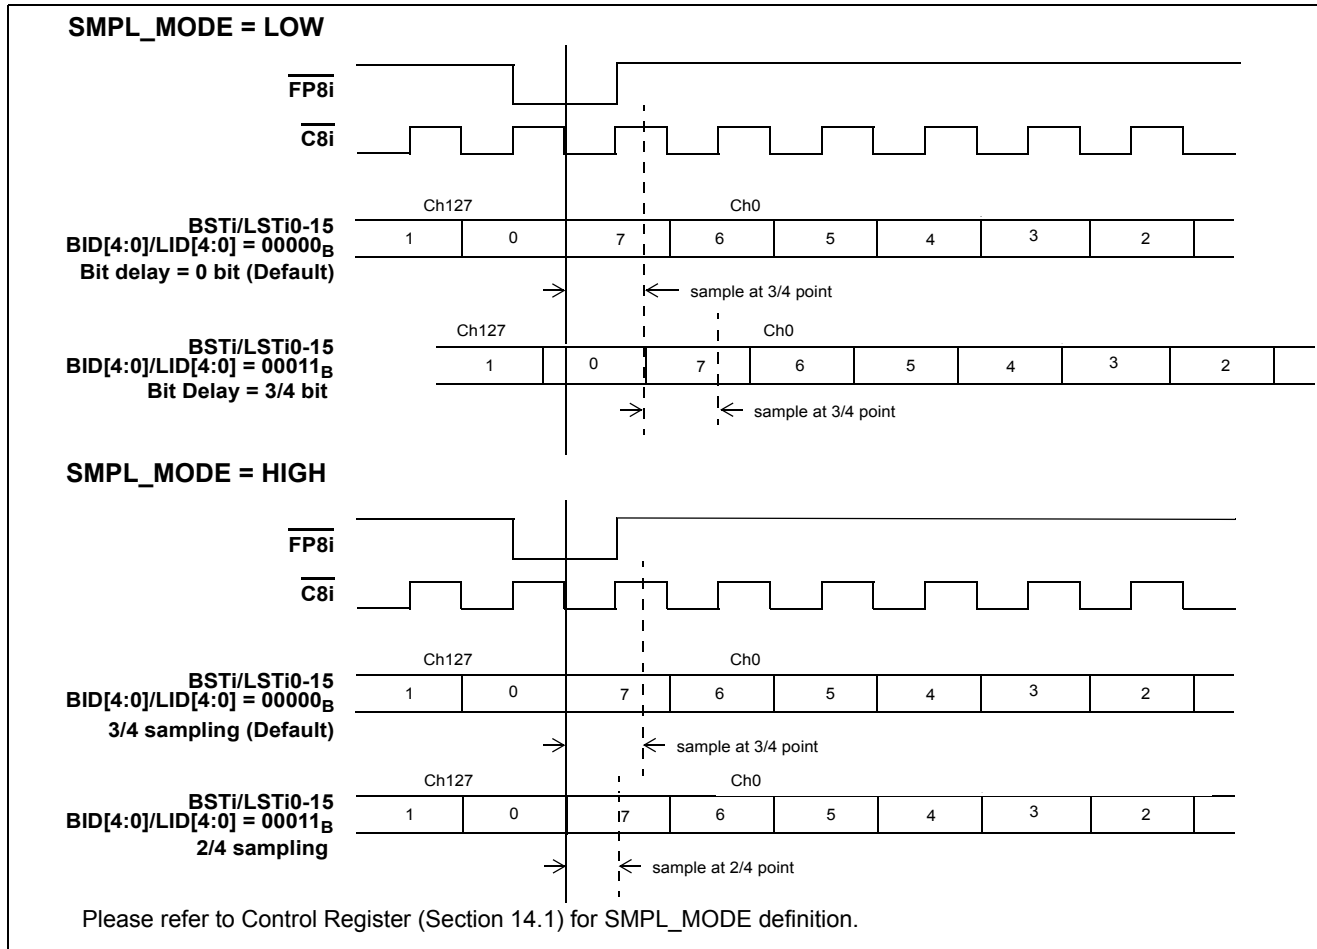 SMPL_MODE = LOW
FP8i
C8i
Ch127 Ch0
BSTi/LSTi0-15
BID[4:0]/LID[4:0] = 00000B
Bit delay = 0 bit (Default)
1 0 7 6 5 4 3 2
sample at 3/4 point
Ch127 Ch0
BSTi/LSTi0-15
BID[4:0]/LID[4:0] = 00011B
Bit Delay = 3/4 bit
1 0 7 6 5 4 3 2
sample at 3/4 point
SMPL_MODE = HIGH
FP8i
C8i
Ch127 Ch0
BSTi/LSTi0-15
BID[4:0]/LID[4:0] = 00000B
3/4 sampling (Default)
1 0 7 6 5 4 3 2
sample at 3/4 point
Ch127 Ch0
BSTi/LSTi0-15
BID[4:0]/LID[4:0] = 00011B
2/4 sampling
1 0 7 6 5 4 3 2
sample at 2/4 point
Please refer to Control Register (Section 14.1) for SMPL_MODE definition.